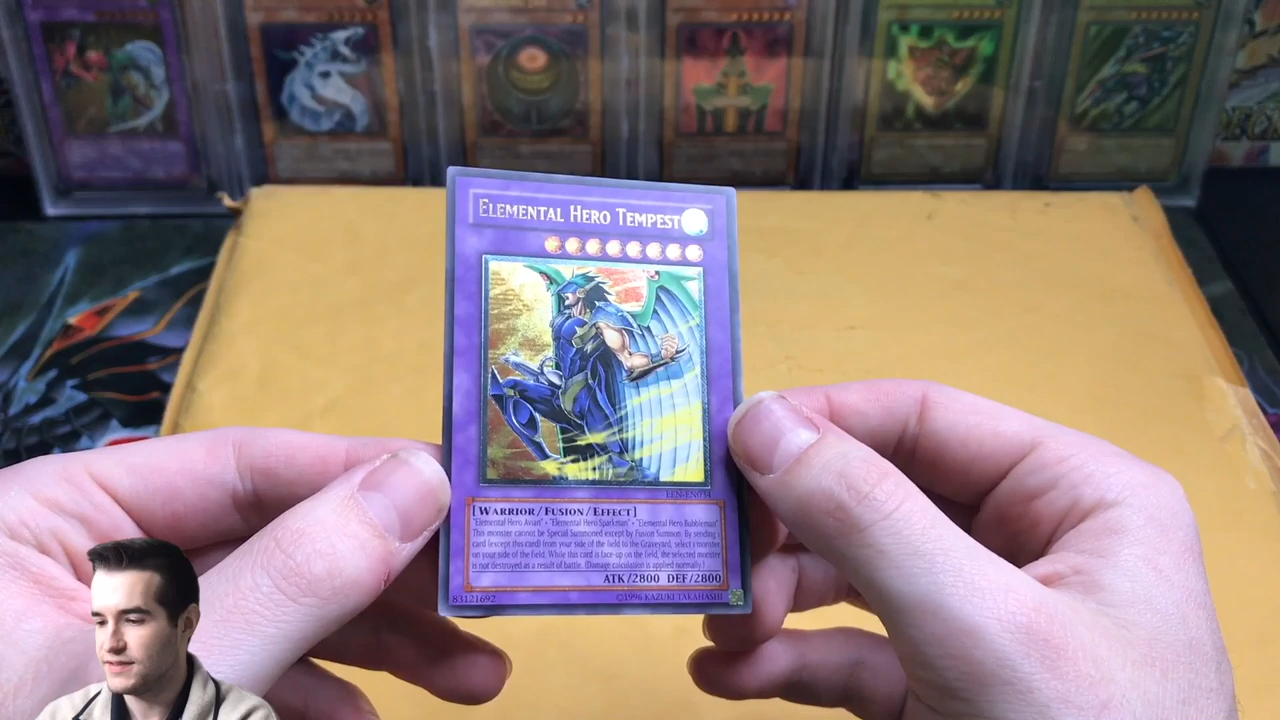 ELEMENTAL HERO TEMPEST
EEN-EN034
[WARRIOR/FUSION/EFFECT]
"Elemental Hero Avian" + "Elemental Hero Sparkman" + "Elemental Hero Bubbleman"
This monster cannot be Special Summoned except by Fusion Summon. By sending 1
card (except this card) from your side of the field to the Graveyard, select 1 monster
on your side of the field. While this card is face-up on the field, the selected monster
is not destroyed as a result of battle. (Damage calculation is applied normally.)
ATK/2800 DEF/2800
83121692 ©1996 KAZUKI TAKAHASHI